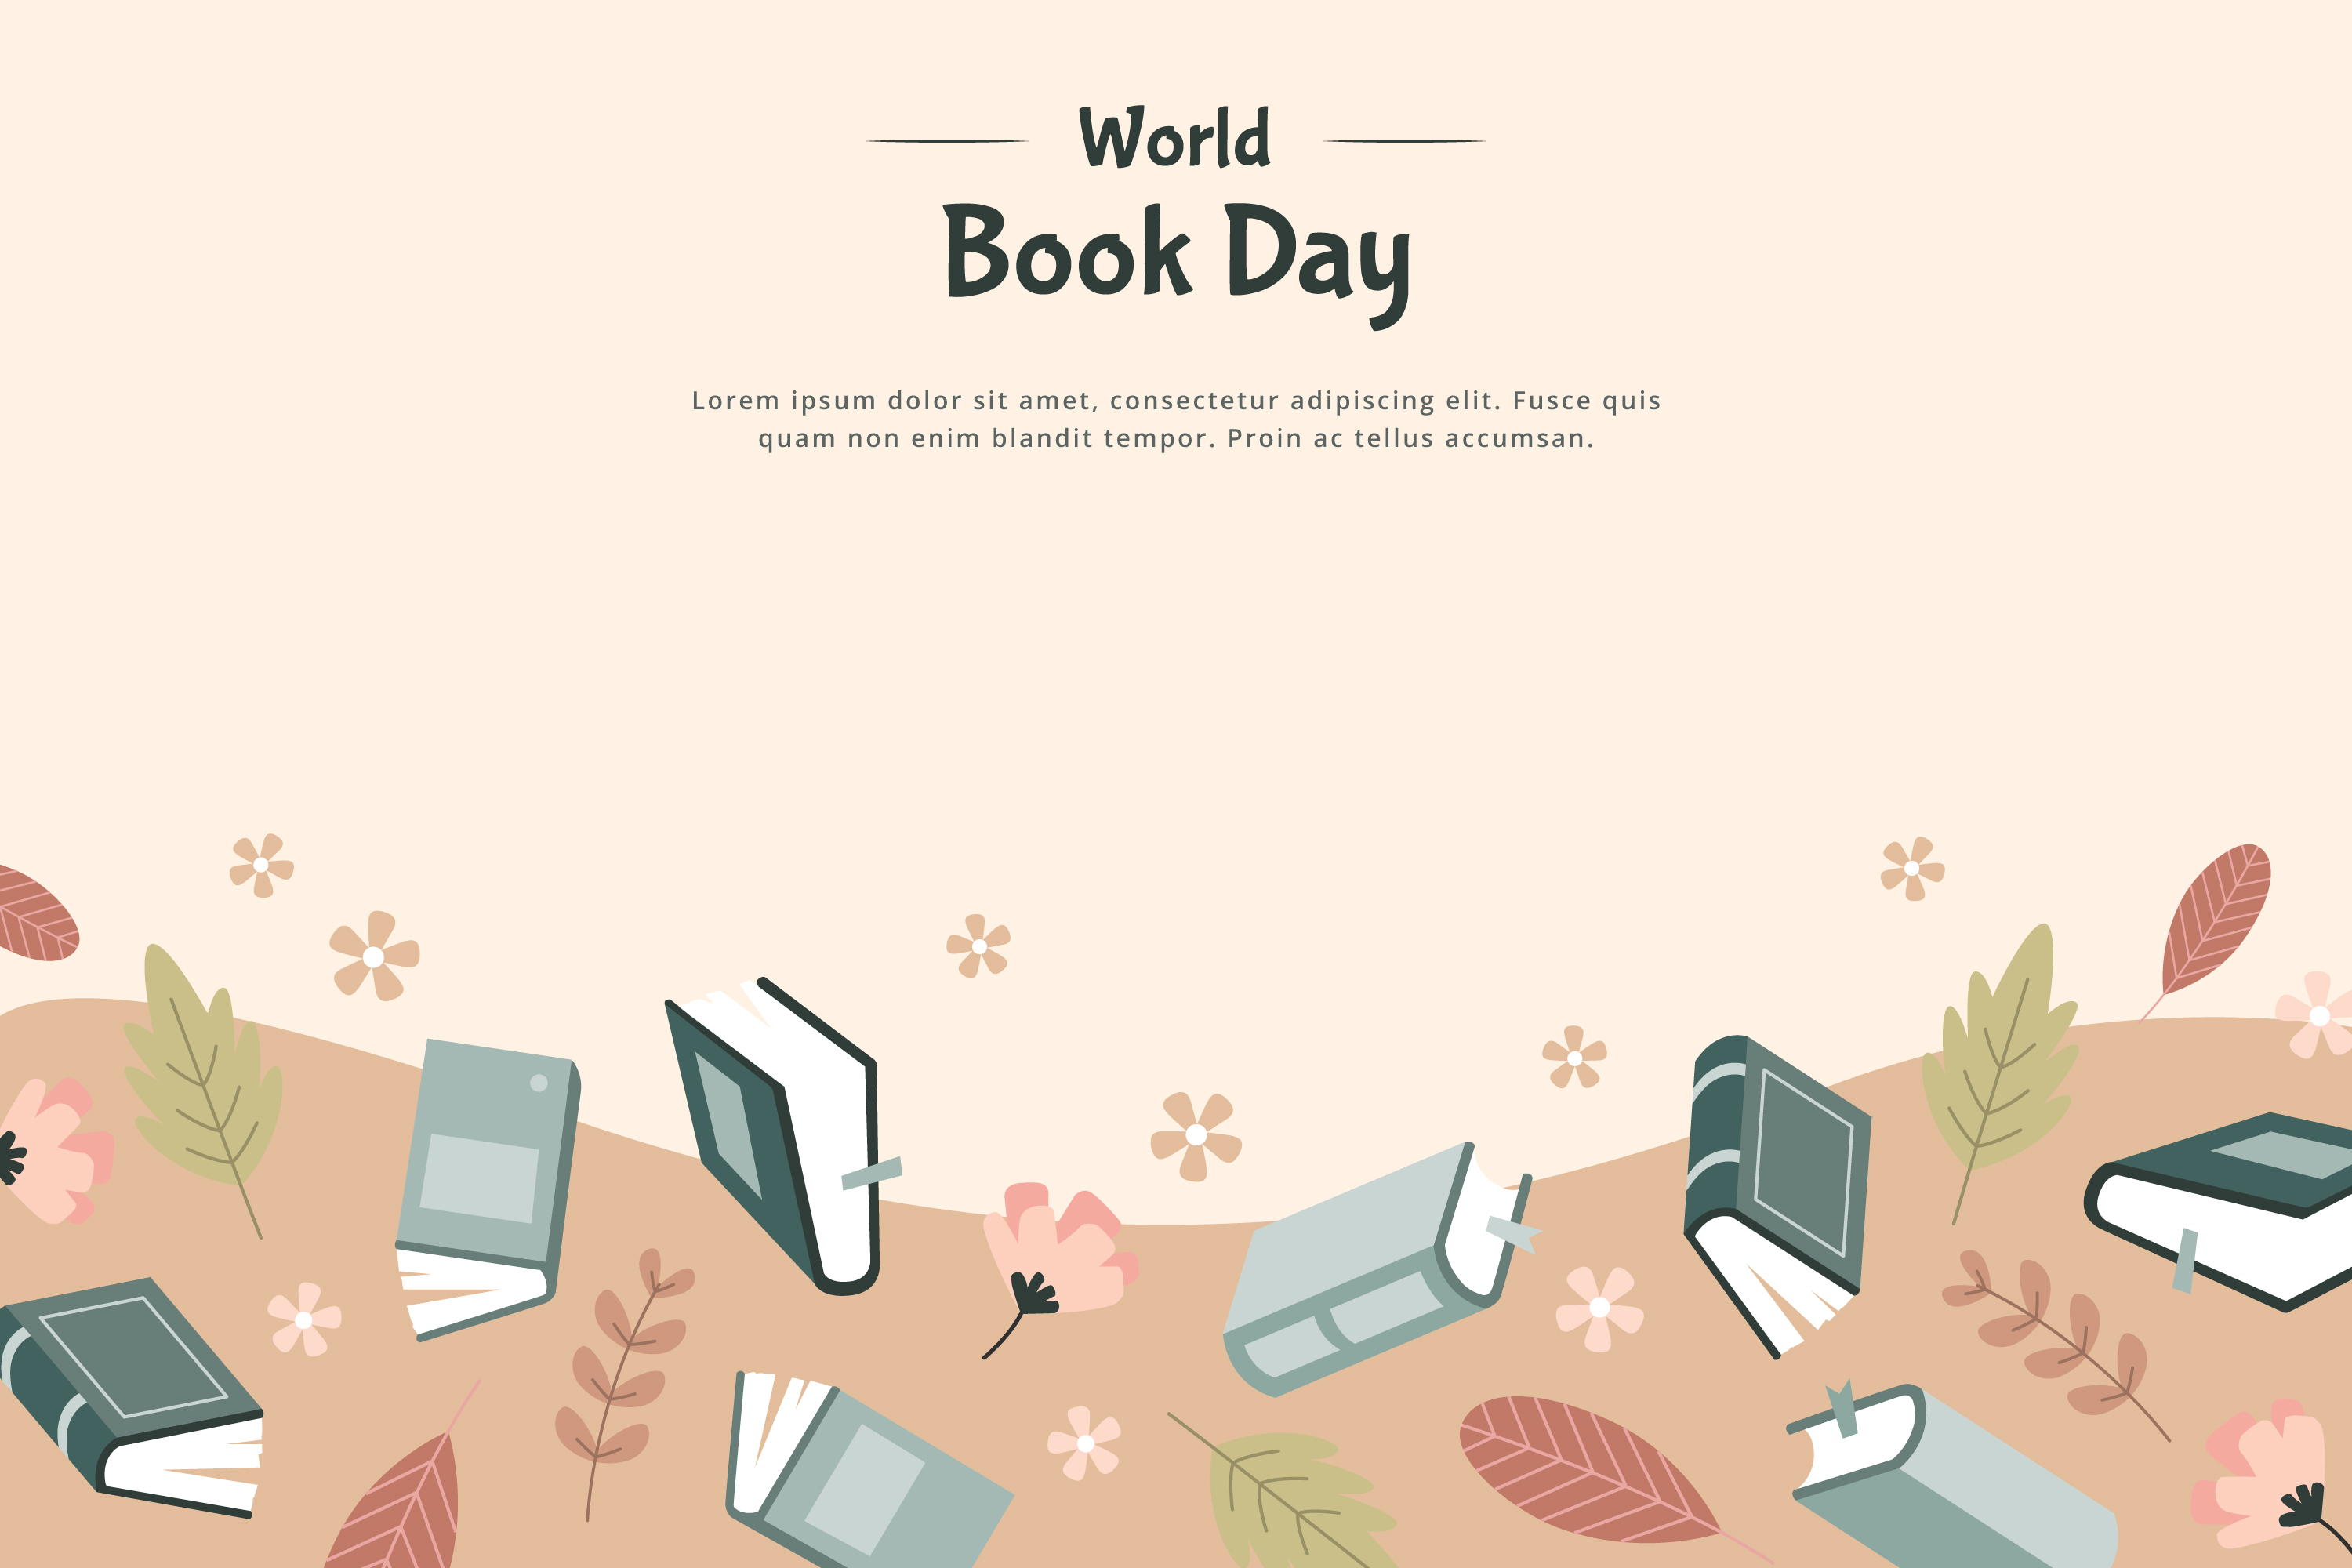 World
Book Day
Lorem ipsum dolor sit amet, consectetur adipiscing elit. Fusce quis
quam non enim blandit tempor. Proin ac tellus accumsan.